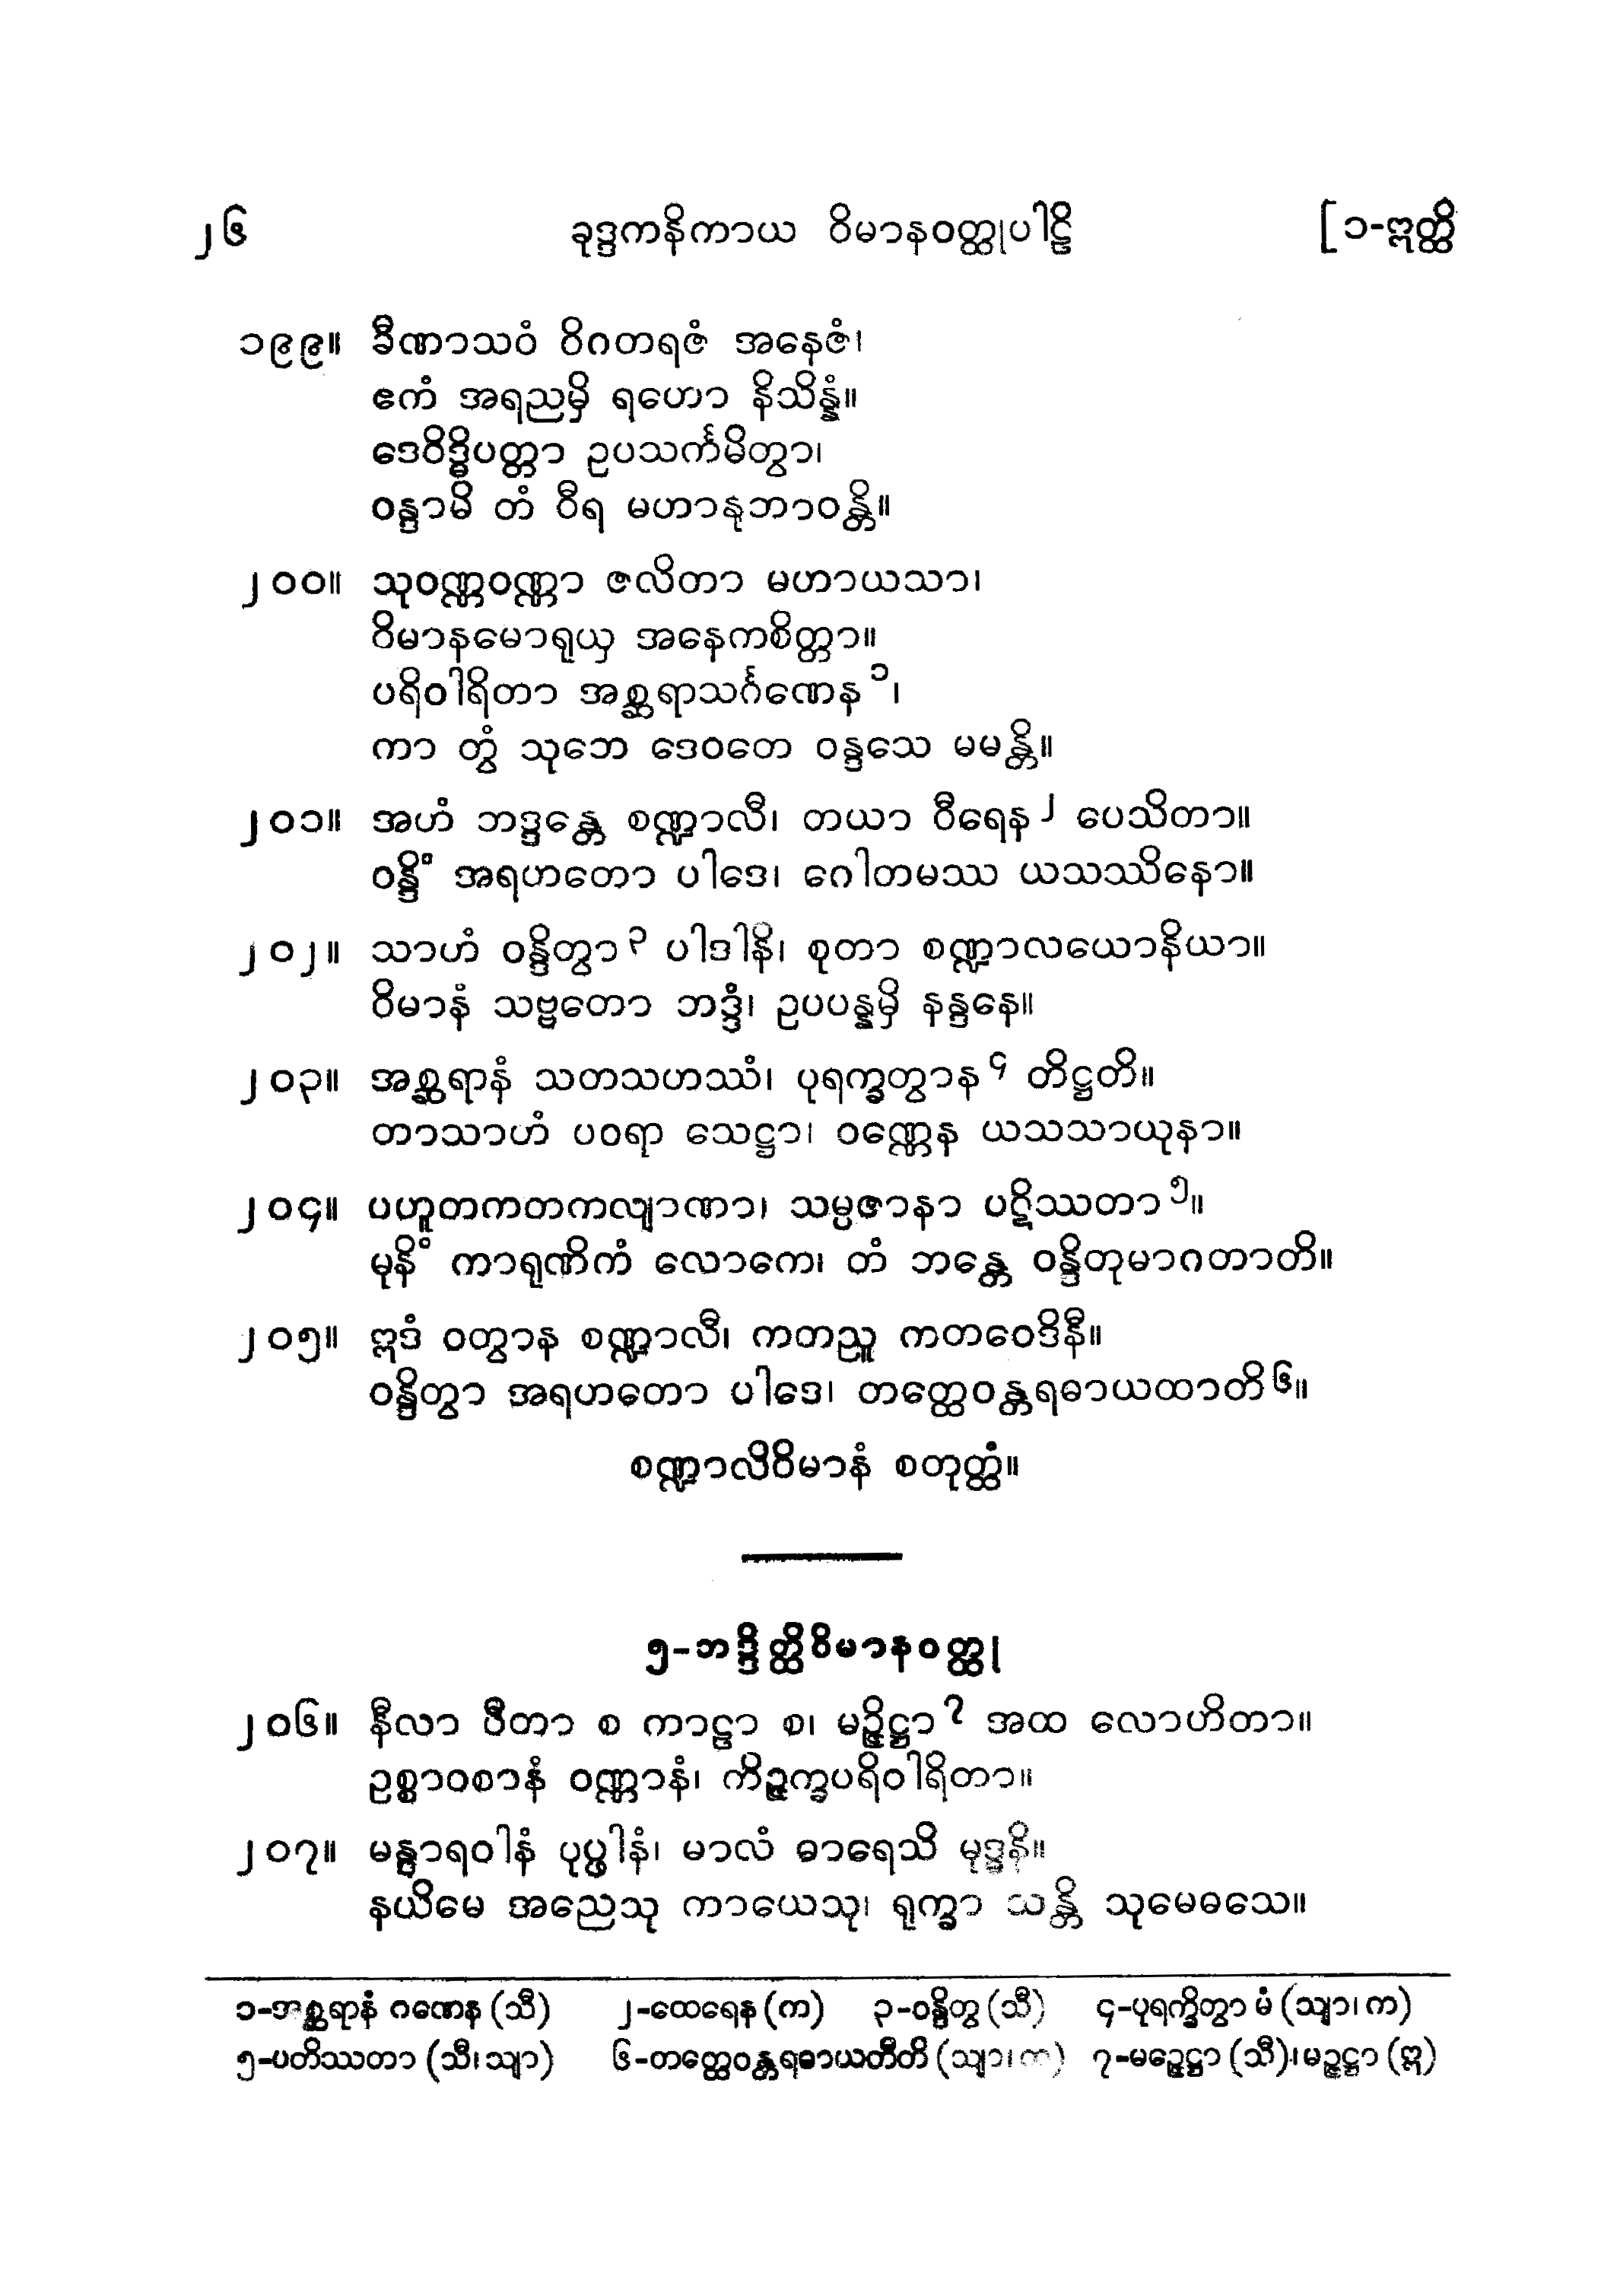 ၂၆ ခုဒ္ဒကနိကာယ ဝိမာနဝတ္ထုပါဠိ [၁-ဣတ္ထိ
၁၉၉။ ခီဏာသဝံ ဝိဂတရဇံ အနေဇံ၊
ဧကံ အရညမှိ ရဟော နိသိန္နံ။
ဒေဝိဒ္ဓိပတ္တာ ဥပသင်္ကမိတွာ၊
ဝန္ဒာမိ တံ ဝီရ မဟာနုဘာဝန္တိ။
၂၀၀။ သုဝဏ္ဏဝဏ္ဏာ ဇလိတာ မဟာယသာ၊
ဝိမာနမောရုယှ အနေကစိတ္တာ။
ပရိဝါရိတာ အစ္ဆရာသင်္ဂဏေန၁၊
ကာ တွံ သုဘေ ဒေဝတေ ဝန္ဒသေ မမန္တိ။
၂၀၁။ အဟံ ဘဒ္ဒန္တေ စဏ္ဍာလီ၊ တယာ ဝီရေန၂ ပေသိတာ။
ဝန္ဒိံ အရဟတော ပါဒေ၊ ဂေါတမဿ ယသဿိနော။
၂၀၂။ သာဟံ ဝန္ဒိတွာ၃ ပါဒါနိ၊ စုတာ စဏ္ဍာလယောနိယာ။
ဝိမာနံ သဗ္ဗတော ဘဒ္ဒံ၊ ဥပပန္နမှိ နန္ဒနေ။
၂၀၃။ အစ္ဆရာနံ သတသဟဿံ၊ ပုရက္ခတွာန၄ တိဋ္ဌတိ။
တာသာဟံ ပဝရာ သေဋ္ဌာ၊ ဝဏ္ဏေန ယသသာယုနာ။
၂၀၄။ ပဟူတကတကလျာဏာ၊ သမ္ပဇာနာ ပဋိဿတာ၅။
မုနိံ ကာရုဏိကံ လောကေ၊ တံ ဘန္တေ ဝန္ဒိတုမာဂတာတိ။
၂၀၅။ ဣဒံ ဝတွာန စဏ္ဍာလီ၊ ကတညူ ကတဝေဒိနီ။
ဝန္ဒိတွာ အရဟတော ပါဒေ၊ တတ္ထေဝန္တရဓာယထာတိ၆။
စဏ္ဍာလိဝိမာနံ စတုတ္ထံ။
၅-ဘဒ္ဒိတ္ထိဝိမာနဝတ္ထု
၂၀၆။ နီလာ ပီတာ စ ကာဠာ စ၊ မဉ္ဇိဋ္ဌာ၇ အထ လောဟိတာ။
ဥစ္စာဝစာနံ ဝဏ္ဏာနံ၊ ကိဉ္ဇက္ခပရိဝါရိတာ။
၂၀၇။ မန္ဒာရဝါနံ ပုပ္ဖါနံ၊ မာလံ ဓာရေသိ မုဒ္ဓနိ။
နယိမေ အညေသု ကာယေသု၊ ရုက္ခာ သန္တိ သုမေဓသေ။
၁-အစ္ဆရာနံ ဂဏေန (သီ) ၂-ထေရေန (က) ၃-ဝန္ဒိတွ (သီ) ၄-ပုရက္ခိတွာ မံ (သျာ၊ က)
၅-ပတိဿတာ (သီ၊ သျာ) ၆-တတ္ထေဝန္တရဓာယတီတိ (သျာ၊ က) ၇-မဉ္ဇေဋ္ဌာ (သီ)၊ မဉ္ဇဋ္ဌာ (ဣ)